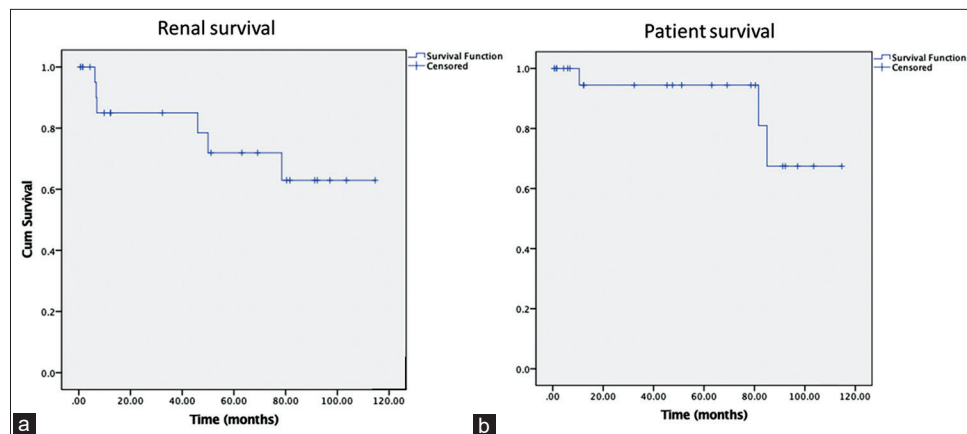 Renal survival
Survival Function
Censored
1.0
0.8
0.6
0.4
0.2
0.0
Cum Survival
.00 20.00 40.00 60.00 80.00 100.00 120.00
Time (months)
a
Patient survival
Survival Function
Censored
1.0
0.8
0.6
0.4
0.2
0.0
.00 20.00 40.00 60.00 80.00 100.00 120.00
Time (months)
b